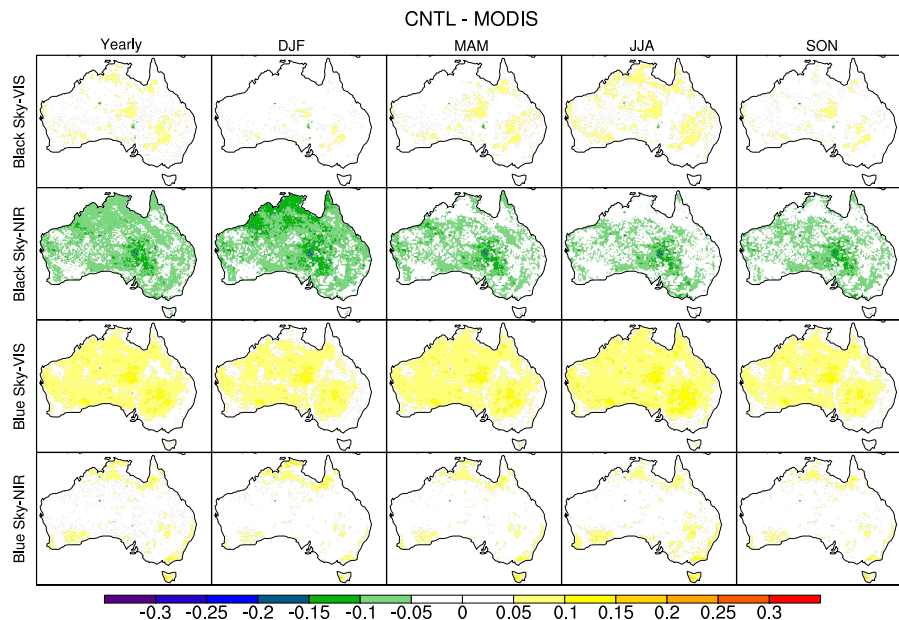 CNTL - MODIS
Yearly DJF MAM JJA SON
Black Sky-VIS
Black Sky-NIR
Blue Sky-VIS
Blue Sky-NIR
-0.3 -0.25 -0.2 -0.15 -0.1 -0.05 0 0.05 0.1 0.15 0.2 0.25 0.3